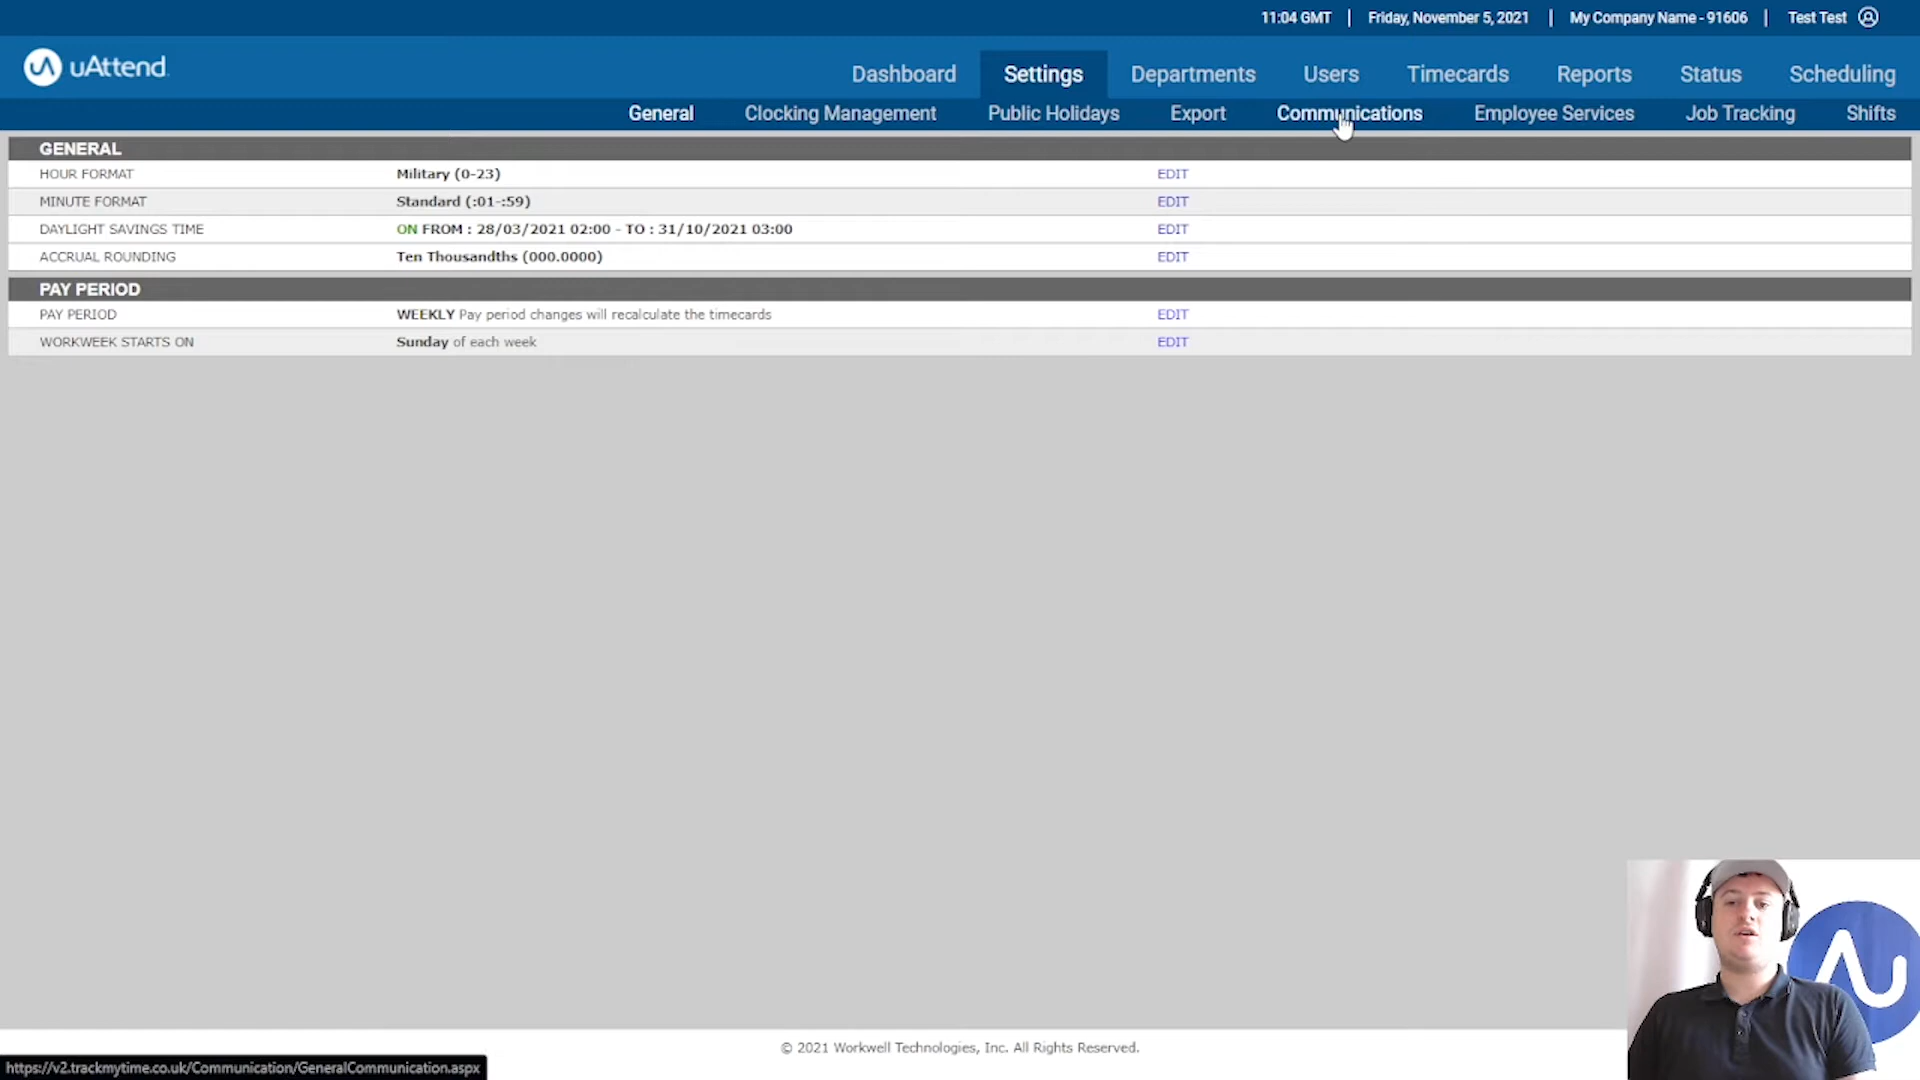 11:04 GMT | Friday, November 5, 2021 | My Company Name - 91606 | Test Test
uAttend
Dashboard Settings Departments Users Timecards Reports Status Scheduling
General Clocking Management Public Holidays Export Communications Employee Services Job Tracking Shifts
GENERAL
HOUR FORMAT Military (0-23) EDIT
MINUTE FORMAT Standard (:01-:59) EDIT
DAYLIGHT SAVINGS TIME ON FROM : 28/03/2021 02:00 - TO : 31/10/2021 03:00 EDIT
ACCRUAL ROUNDING Ten Thousandths (000.0000) EDIT
PAY PERIOD
PAY PERIOD WEEKLY Pay period changes will recalculate the timecards EDIT
WORKWEEK STARTS ON Sunday of each week EDIT
© 2021 Workwell Technologies, Inc. All Rights Reserved.
https://v2.trackmytime.co.uk/Communication/GeneralCommunication.aspx